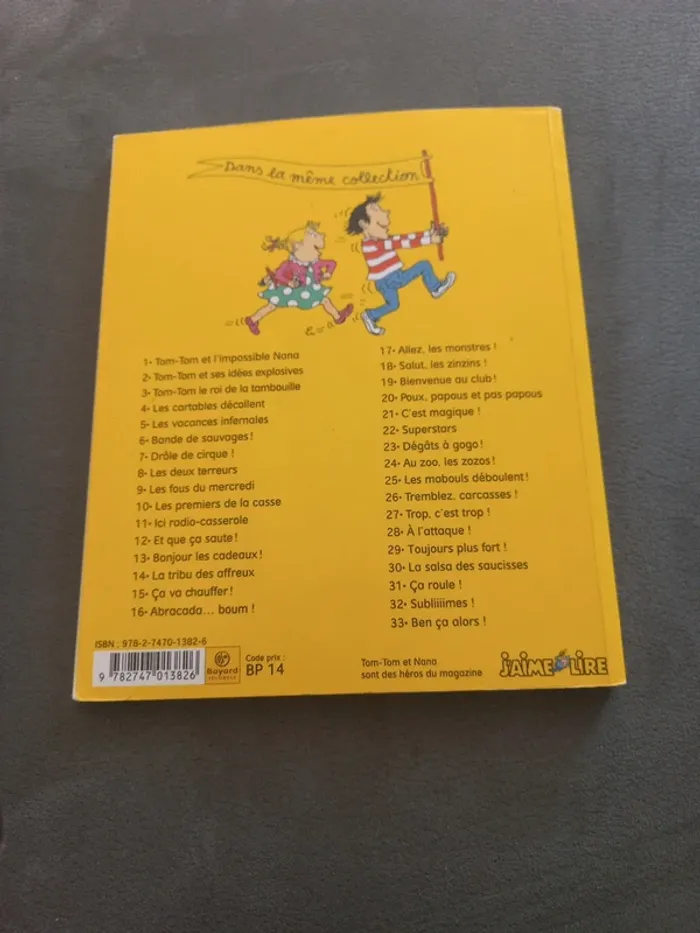 Dans la même collection
1• Tom-Tom et l'impossible Nana
2• Tom-Tom et ses idées explosives
3• Tom-Tom le roi de la tambouille
4• Les cartables décollent
5• Les vacances infernales
6• Bande de sauvages !
7• Drôle de cirque !
8• Les deux terreurs
9• Les fous du mercredi
10• Les premiers de la casse
11• Ici radio-casserole
12• Et que ça saute !
13• Bonjour les cadeaux !
14• La tribu des affreux
15• Ça va chauffer !
16• Abracada... boum !
17• Allez, les monstres !
18• Salut, les zinzins !
19• Bienvenue au club !
20• Poux, papous et pas papous
21• C'est magique !
22• Superstars
23• Dégâts à gogo !
24• Au zoo, les zozos !
25• Les mabouls déboulent !
26• Tremblez, carcasses !
27• Trop, c'est trop !
28• À l'attaque !
29• Toujours plus fort !
30• La salsa des saucisses
31• Ça roule !
32• Subliiiimes !
33• Ben ça alors !
ISBN : 978-2-7470-1382-6
9 782747 013826
Bayard
Code prix :
BP 14
Tom-Tom et Nana
sont des héros du magazine
J'AIME LIRE